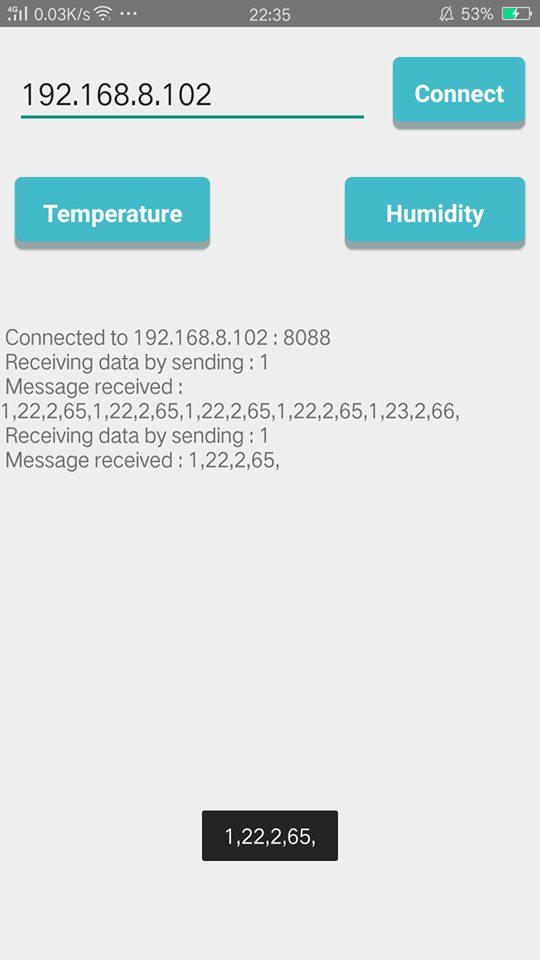 4G 0.03K/s ··· 22:35 53%
192.168.8.102 Connect
Temperature Humidity
Connected to 192.168.8.102 : 8088
Receiving data by sending : 1
Message received :
1,22,2,65,1,22,2,65,1,22,2,65,1,22,2,65,1,23,2,66,
Receiving data by sending : 1
Message received : 1,22,2,65,
1,22,2,65,